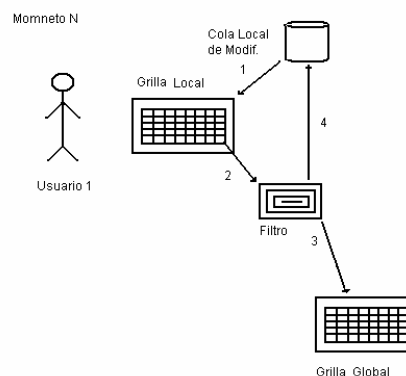 Momneto N
Cola Local
de Modif.
1
Grilla Local
4
Usuario 1
2
Filtro
3
Grilla Global